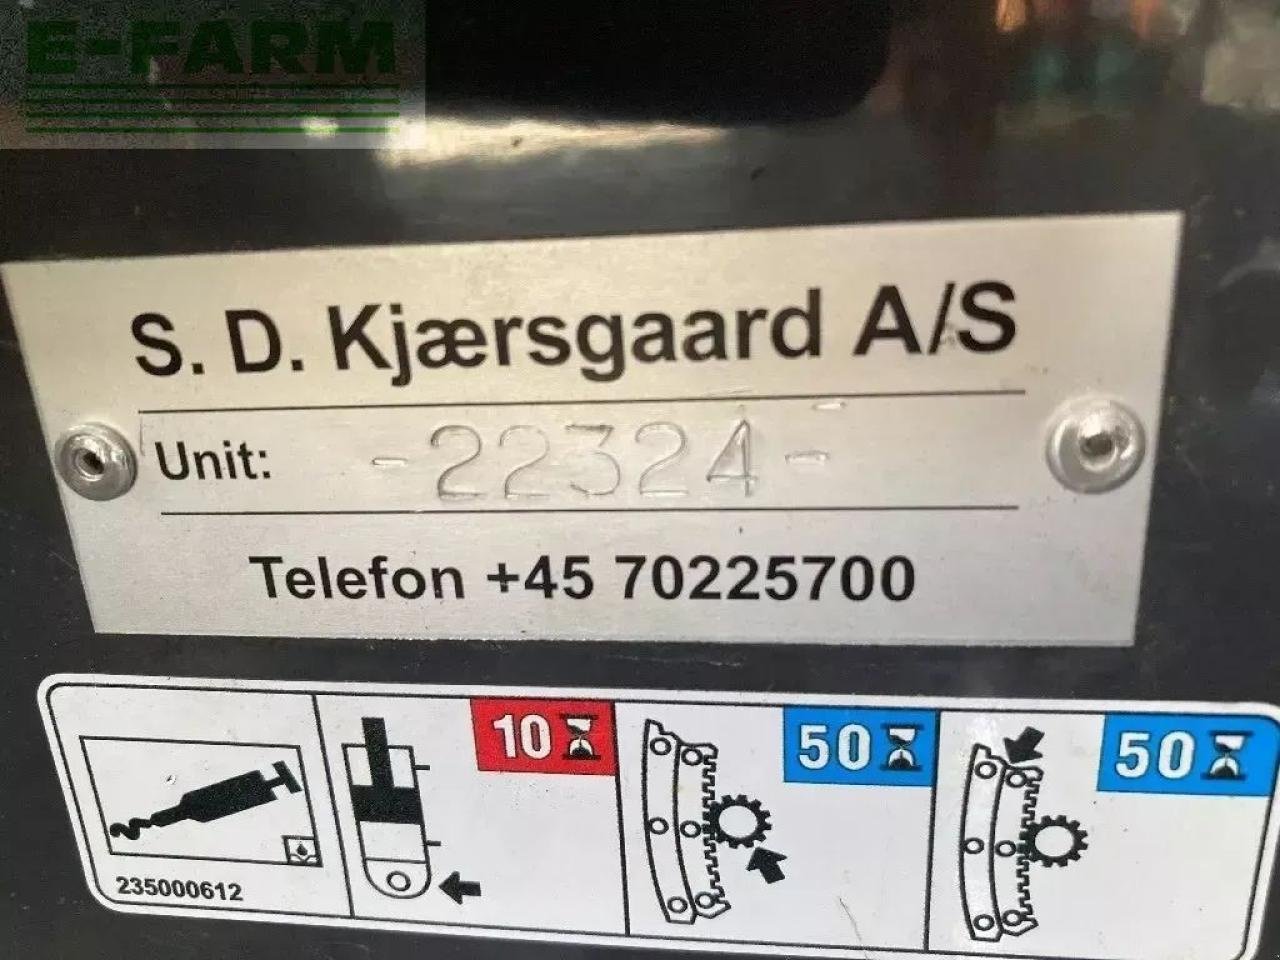 E-FARM
S. D. Kjærsgaard A/S
Unit: -22324-
Telefon +45 70225700
10
50
50
235000612